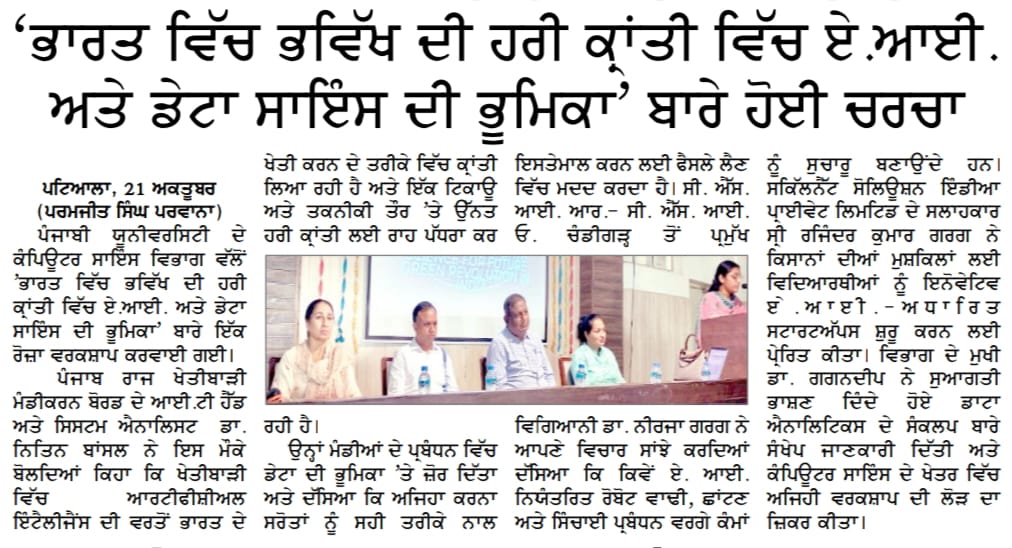 ‘ਭਾਰਤ ਵਿੱਚ ਭਵਿੱਖ ਦੀ ਹਰੀ ਕ੍ਰਾਂਤੀ ਵਿੱਚ ਏ.ਆਈ.
ਅਤੇ ਡੇਟਾ ਸਾਇੰਸ ਦੀ ਭੂਮਿਕਾ’ ਬਾਰੇ ਹੋਈ ਚਰਚਾ
ਪਟਿਆਲਾ, 21 ਅਕਤੂਬਰ
(ਪਰਮਜੀਤ ਸਿੰਘ ਪਰਵਾਨਾ)
ਪੰਜਾਬੀ ਯੂਨੀਵਰਸਿਟੀ ਦੇ
ਕੰਪਿਊਟਰ ਸਾਇੰਸ ਵਿਭਾਗ ਵੱਲੋਂ
’ਭਾਰਤ ਵਿੱਚ ਭਵਿੱਖ ਦੀ ਹਰੀ
ਕ੍ਰਾਂਤੀ ਵਿੱਚ ਏ.ਆਈ. ਅਤੇ ਡੇਟਾ
ਸਾਇੰਸ ਦੀ ਭੂਮਿਕਾ’ ਬਾਰੇ ਇੱਕ
ਰੋਜ਼ਾ ਵਰਕਸ਼ਾਪ ਕਰਵਾਈ ਗਈ।
ਪੰਜਾਬ ਰਾਜ ਖੇਤੀਬਾੜੀ
ਮੰਡੀਕਰਨ ਬੋਰਡ ਦੇ ਆਈ.ਟੀ ਹੈੱਡ
ਅਤੇ ਸਿਸਟਮ ਐਨਾਲਿਸਟ ਡਾ.
ਨਿਤਿਨ ਬਾਂਸਲ ਨੇ ਇਸ ਮੌਕੇ
ਬੋਲਦਿਆਂ ਕਿਹਾ ਕਿ ਖੇਤੀਬਾੜੀ
ਵਿੱਚ ਆਰਟੀਫੀਸ਼ੀਅਲ
ਇੰਟੈਲੀਜੈਂਸ ਦੀ ਵਰਤੋਂ ਭਾਰਤ ਦੇ
ਖੇਤੀ ਕਰਨ ਦੇ ਤਰੀਕੇ ਵਿੱਚ ਕ੍ਰਾਂਤੀ
ਲਿਆ ਰਹੀ ਹੈ ਅਤੇ ਇੱਕ ਟਿਕਾਊ
ਅਤੇ ਤਕਨੀਕੀ ਤੌਰ ’ਤੇ ਉੱਨਤ
ਹਰੀ ਕ੍ਰਾਂਤੀ ਲਈ ਰਾਹ ਪੱਧਰਾ ਕਰ
ਰਹੀ ਹੈ।
ਉਨ੍ਹਾਂ ਮੰਡੀਆਂ ਦੇ ਪ੍ਰਬੰਧਨ ਵਿੱਚ
ਡੇਟਾ ਦੀ ਭੂਮਿਕਾ ’ਤੇ ਜ਼ੋਰ ਦਿੱਤਾ
ਅਤੇ ਦੱਸਿਆ ਕਿ ਅਜਿਹਾ ਕਰਨਾ
ਸਰੋਤਾਂ ਨੂੰ ਸਹੀ ਤਰੀਕੇ ਨਾਲ
ਇਸਤੇਮਾਲ ਕਰਨ ਲਈ ਫੈਸਲੇ ਲੈਣ
ਵਿੱਚ ਮਦਦ ਕਰਦਾ ਹੈ। ਸੀ. ਐੱਸ.
ਆਈ. ਆਰ.- ਸੀ. ਐੱਸ. ਆਈ.
ਓ. ਚੰਡੀਗੜ੍ਹ ਤੋਂ ਪ੍ਰਮੁੱਖ
ਵਿਗਿਆਨੀ ਡਾ. ਨੀਰਜਾ ਗਰਗ ਨੇ
ਆਪਣੇ ਵਿਚਾਰ ਸਾਂਝੇ ਕਰਦਿਆਂ
ਦੱਸਿਆ ਕਿ ਕਿਵੇਂ ਏ. ਆਈ.
ਨਿਯੰਤਰਿਤ ਰੋਬੋਟ ਵਾਢੀ, ਛਾਂਟਣ
ਅਤੇ ਸਿੰਚਾਈ ਪ੍ਰਬੰਧਨ ਵਰਗੇ ਕੰਮਾਂ
ਨੂੰ ਸੁਚਾਰੂ ਬਣਾਉਂਦੇ ਹਨ।
ਸਕਿੱਲਨੈੱਟ ਸੋਲਿਊਸ਼ਨ ਇੰਡੀਆ
ਪ੍ਰਾਈਵੇਟ ਲਿਮਟਿਡ ਦੇ ਸਲਾਹਕਾਰ
ਸ੍ਰੀ ਰਜਿੰਦਰ ਕੁਮਾਰ ਗਰਗ ਨੇ
ਕਿਸਾਨਾਂ ਦੀਆਂ ਮੁਸ਼ਕਿਲਾਂ ਲਈ
ਵਿਦਿਆਰਥੀਆਂ ਨੂੰ ਇਨੋਵੇਟਿਵ
ਏ.ਆਈ.-ਅਧਾਰਿਤ
ਸਟਾਰਟਅੱਪਸ ਸ਼ੁਰੂ ਕਰਨ ਲਈ
ਪ੍ਰੇਰਿਤ ਕੀਤਾ। ਵਿਭਾਗ ਦੇ ਮੁਖੀ
ਡਾ. ਗਗਨਦੀਪ ਨੇ ਸੁਆਗਤੀ
ਭਾਸ਼ਣ ਦਿੰਦੇ ਹੋਏ ਡਾਟਾ
ਐਨਾਲਿਟਿਕਸ ਦੇ ਸੰਕਲਪ ਬਾਰੇ
ਸੰਖੇਪ ਜਾਣਕਾਰੀ ਦਿੱਤੀ ਅਤੇ
ਕੰਪਿਊਟਰ ਸਾਇੰਸ ਦੇ ਖੇਤਰ ਵਿੱਚ
ਅਜਿਹੀ ਵਰਕਸ਼ਾਪ ਦੀ ਲੋੜ ਦਾ
ਜ਼ਿਕਰ ਕੀਤਾ।